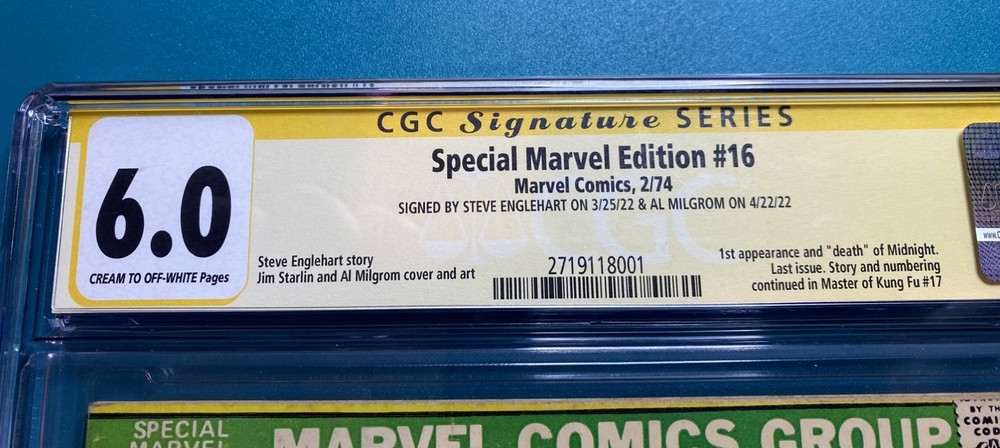 CGC Signature SERIES
6.0
CREAM TO OFF-WHITE Pages
Special Marvel Edition #16
Marvel Comics, 2/74
SIGNED BY STEVE ENGLEHART ON 3/25/22 & AL MILGROM ON 4/22/22
Steve Englehart story
Jim Starlin and Al Milgrom cover and art
2719118001
1st appearance and "death" of Midnight.
Last issue. Story and numbering
continued in Master of Kung Fu #17
CGC
SPECIAL
MARVEL
MARVEL COMICS GROUP